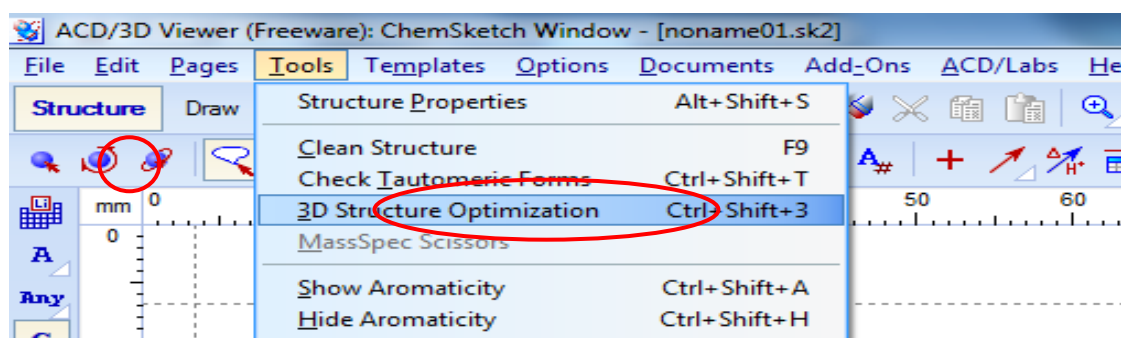 ACD/3D Viewer (Freeware): ChemSketch Window - [noname01.sk2]
File Edit Pages Tools Templates Options Documents Add-Ons ACD/Labs He
Structure Draw
Structure Properties Alt+Shift+S
Clean Structure F9
Check Tautomeric Forms Ctrl+Shift+T
3D Structure Optimization Ctrl+Shift+3
MassSpec Scissors
Show Aromaticity Ctrl+Shift+A
Hide Aromaticity Ctrl+Shift+H
A#
H+
Li
mm 0 50 60
0
A
Any